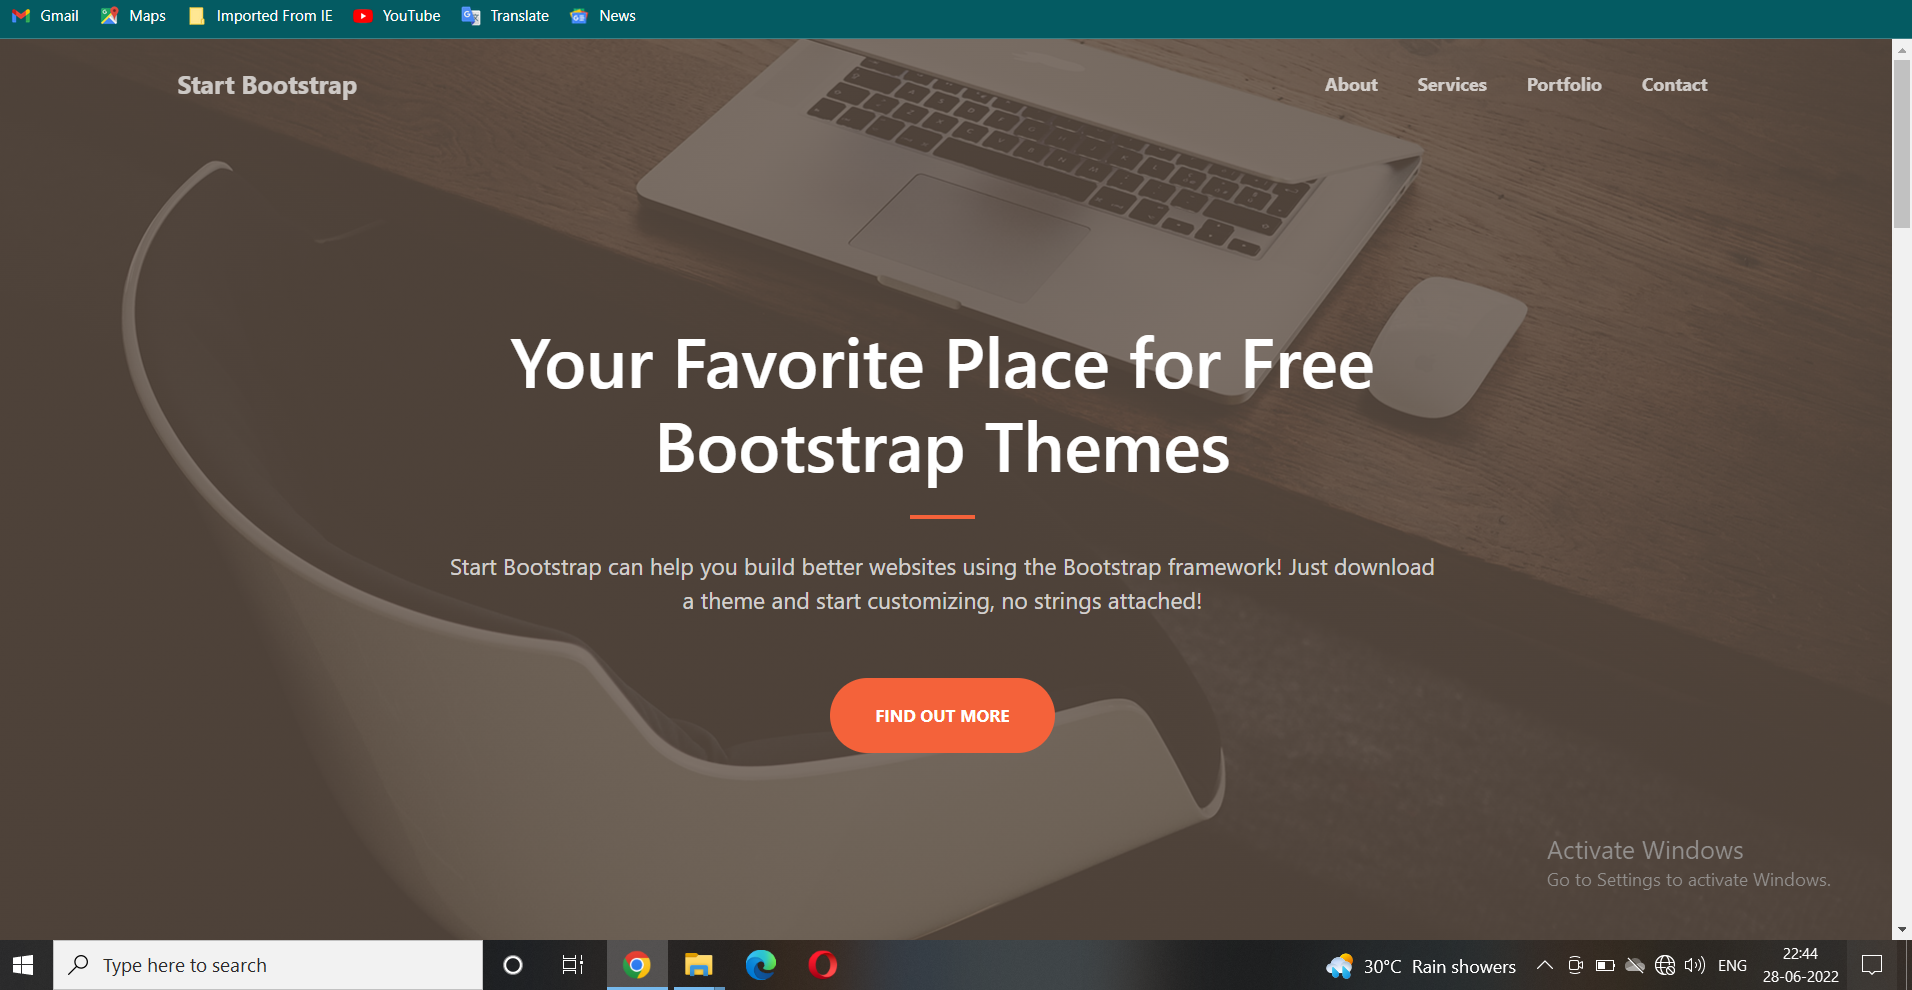 Gmail Maps Imported From IE YouTube Translate News
Start Bootstrap About Services Portfolio Contact
Your Favorite Place for Free
Bootstrap Themes
Start Bootstrap can help you build better websites using the Bootstrap framework! Just download
a theme and start customizing, no strings attached!
FIND OUT MORE
Activate Windows
Go to Settings to activate Windows.
Type here to search
30°C Rain showers
ENG
22:44
28-06-2022